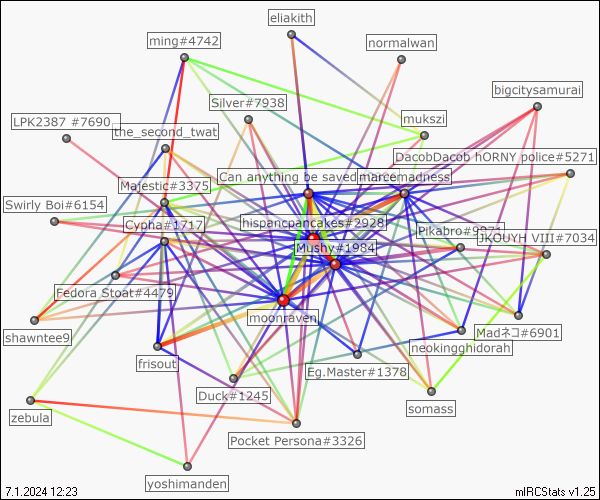 eliakith
ming#4742
normalwan
bigcitysamurai
Silver#7938
LPK2387 #7690
the_second_twat
mukszi
DacobDacob hORNY police#5271
Can anything be saved
marcemadness
Majestic#3375
Swirly Boi#6154
Cypha#1717
hispancpancakes#2928
Pikabro#9971
JKOUYH VIII#7034
Mushy#1984
Fedora Stoat#4479
moonraven
Madネコ#6901
shawntee9
neokingghidorah
frisout
Eg.Master#1378
Duck#1245
somass
zebula
Pocket Persona#3326
yoshimanden
7.1.2024 12:23
mIRCStats v1.25